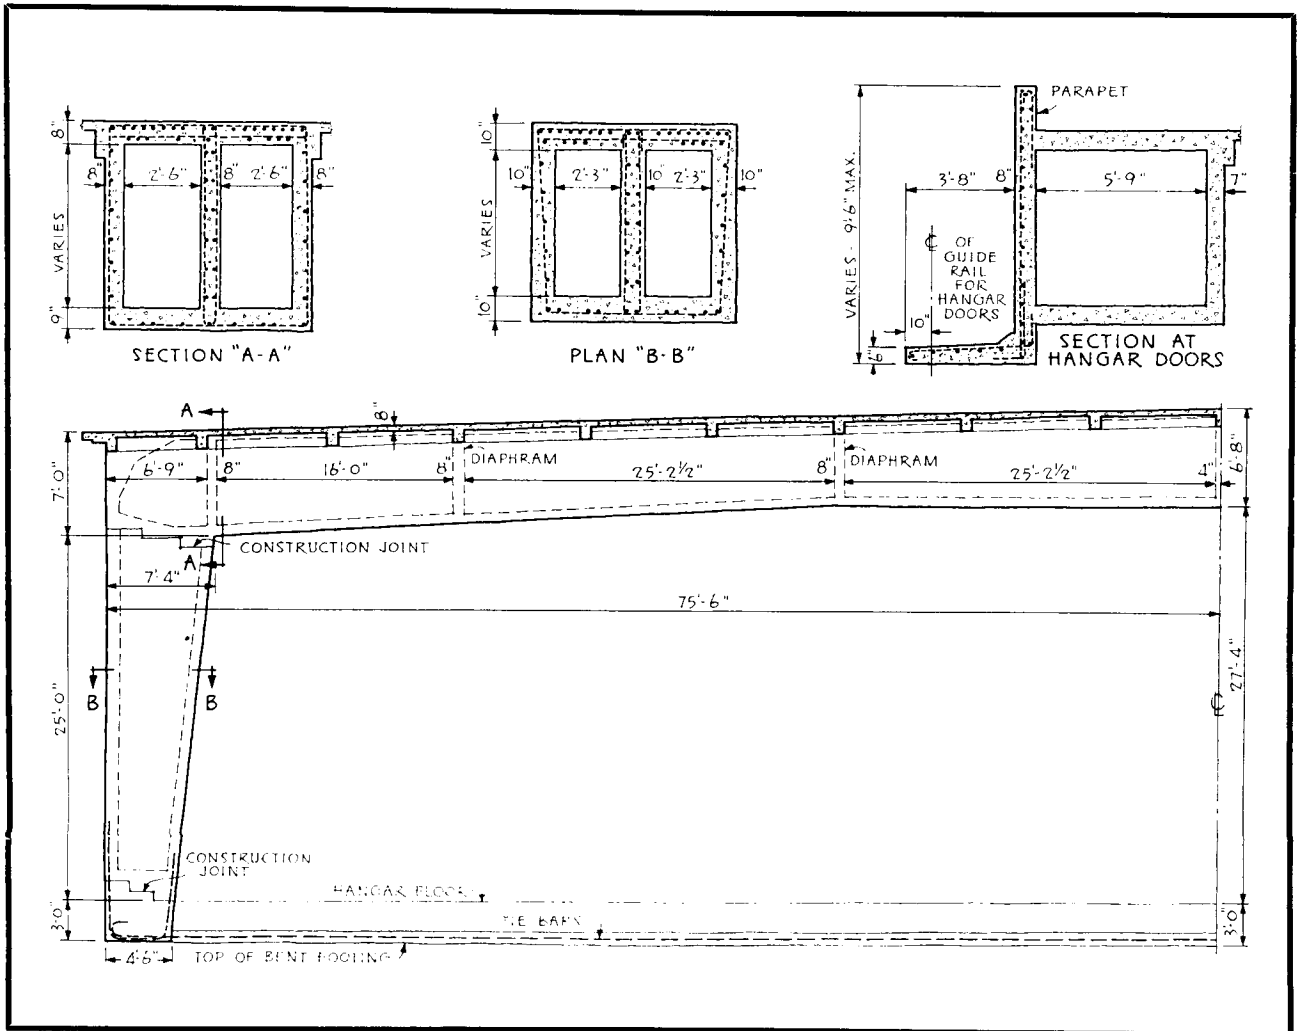 8"
8"
2'-6"
8"
2'-6"
8"
VARIES
9"
SECTION "A-A"
10"
10"
2'-3"
10"
2'-3"
10"
VARIES
10"
PLAN "B-B"
PARAPET
VARIES - 9'-6" MAX.
3'-8"
8"
5'-9"
7"
℄ OF
GUIDE
RAIL
FOR
HANGAR
DOORS
10"
SECTION AT
HANGAR DOORS
A
8"
7'-0"
6'-9"
8"
16'-0"
8"
DIAPHRAM
25'-2½"
8"
DIAPHRAM
25'-2½"
4"
6'-8"
CONSTRUCTION JOINT
A
7'-4"
75'-6"
B
B
25'-0"
27'-4"
℄
CONSTRUCTION
JOINT
HANGAR FLOOR
TIE BARS
3'-0"
3'-0"
4'-6"
TOP OF BENT FOOTING